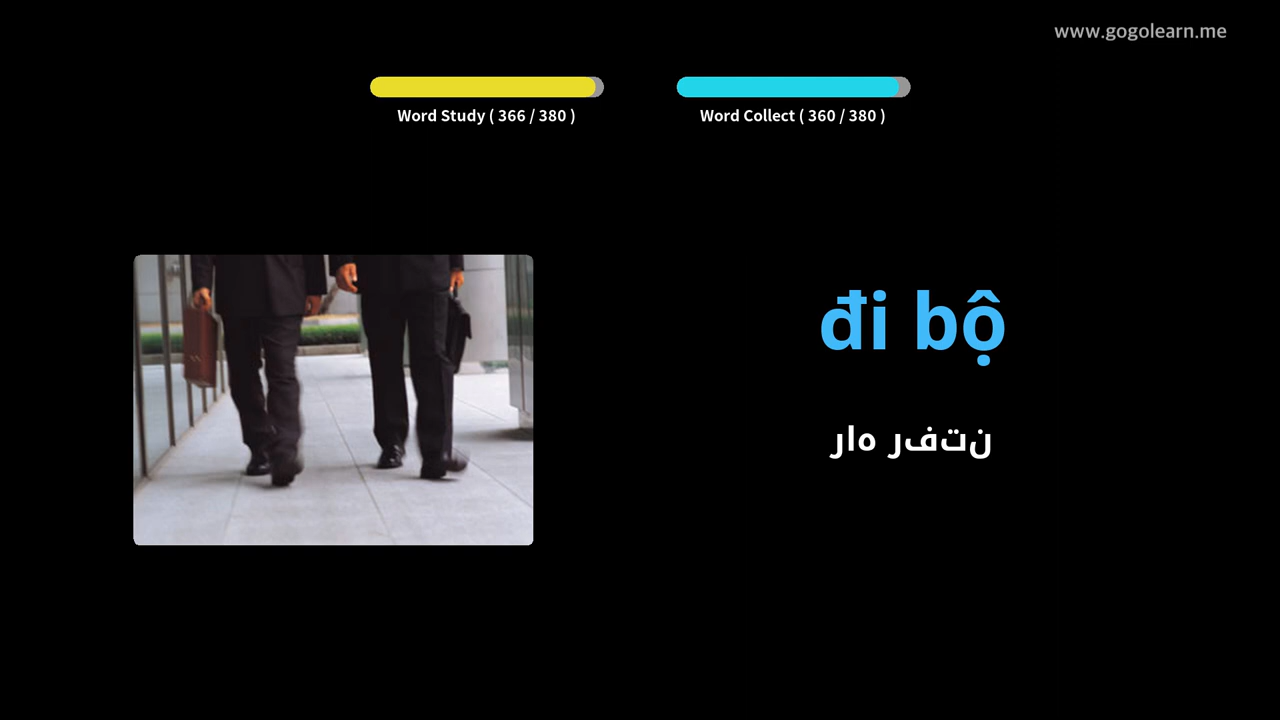 www.gogolearn.me
Word Study ( 366 / 380 )
Word Collect ( 360 / 380 )
đi bộ
راه رفتن